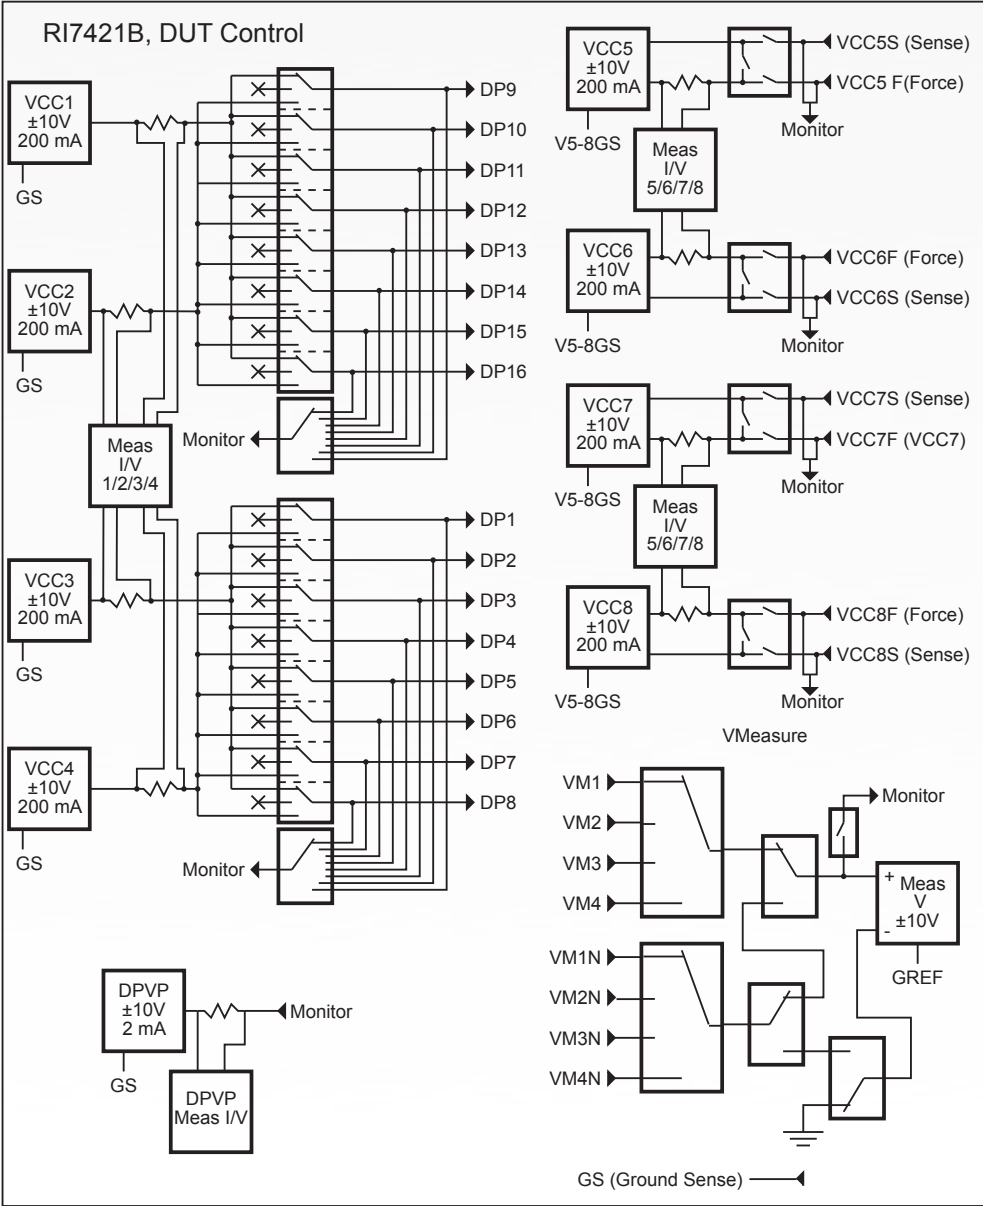 RI7421B, DUT Control
VCC1
±10V
200 mA
GS
VCC2
±10V
200 mA
GS
Meas
I/V
1/2/3/4
VCC3
±10V
200 mA
GS
VCC4
±10V
200 mA
GS
DP9
DP10
DP11
DP12
DP13
DP14
DP15
DP16
Monitor
DP1
DP2
DP3
DP4
DP5
DP6
DP7
DP8
Monitor
DPVP
±10V
2 mA
GS
Monitor
DPVP
Meas I/V
VCC5
±10V
200 mA
V5-8GS
VCC5S (Sense)
VCC5 F(Force)
Monitor
Meas
I/V
5/6/7/8
VCC6
±10V
200 mA
V5-8GS
VCC6F (Force)
VCC6S (Sense)
Monitor
VCC7
±10V
200 mA
V5-8GS
VCC7S (Sense)
VCC7F (VCC7)
Monitor
Meas
I/V
5/6/7/8
VCC8
±10V
200 mA
V5-8GS
VCC8F (Force)
VCC8S (Sense)
Monitor
VMeasure
VM1
VM2
VM3
VM4
Monitor
+ Meas
V
±10V
-
GREF
VM1N
VM2N
VM3N
VM4N
GS (Ground Sense)